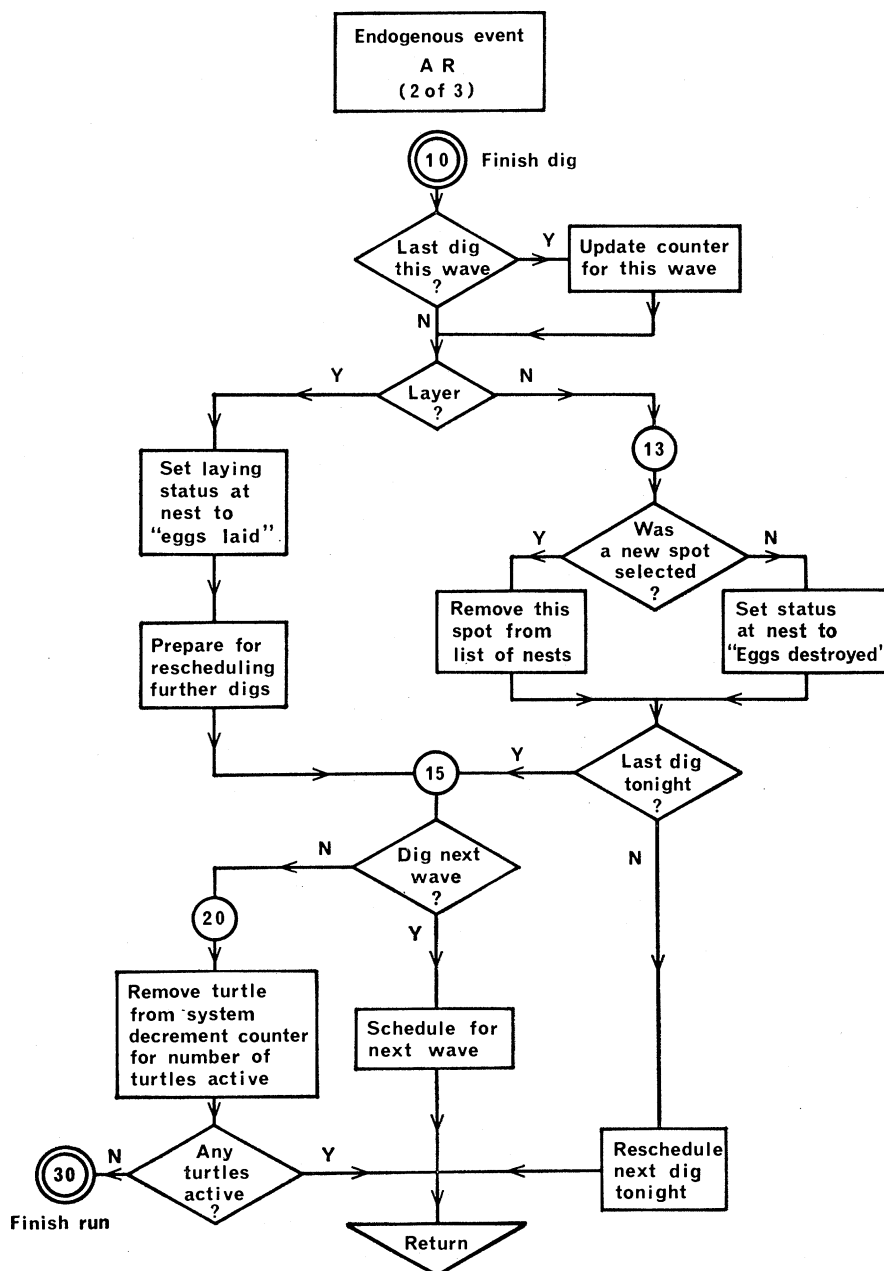 Endogenous event
A R
(2 of 3)
10
Finish dig
Last dig
this wave
?
Y
Update counter
for this wave
N
Layer
?
Y
N
Set laying
status at
nest to
“eggs laid”
Prepare for
rescheduling
further digs
13
Was
a new spot
selected
?
Y
N
Remove this
spot from
list of nests
Set status
at nest to
“Eggs destroyed’
Last dig
tonight
?
Y
N
15
Dig next
wave
?
N
Y
20
Remove turtle
from system
decrement counter
for number of
turtles active
Schedule for
next wave
Any
turtles
active
?
N
Y
30
Finish run
Reschedule
next dig
tonight
Return